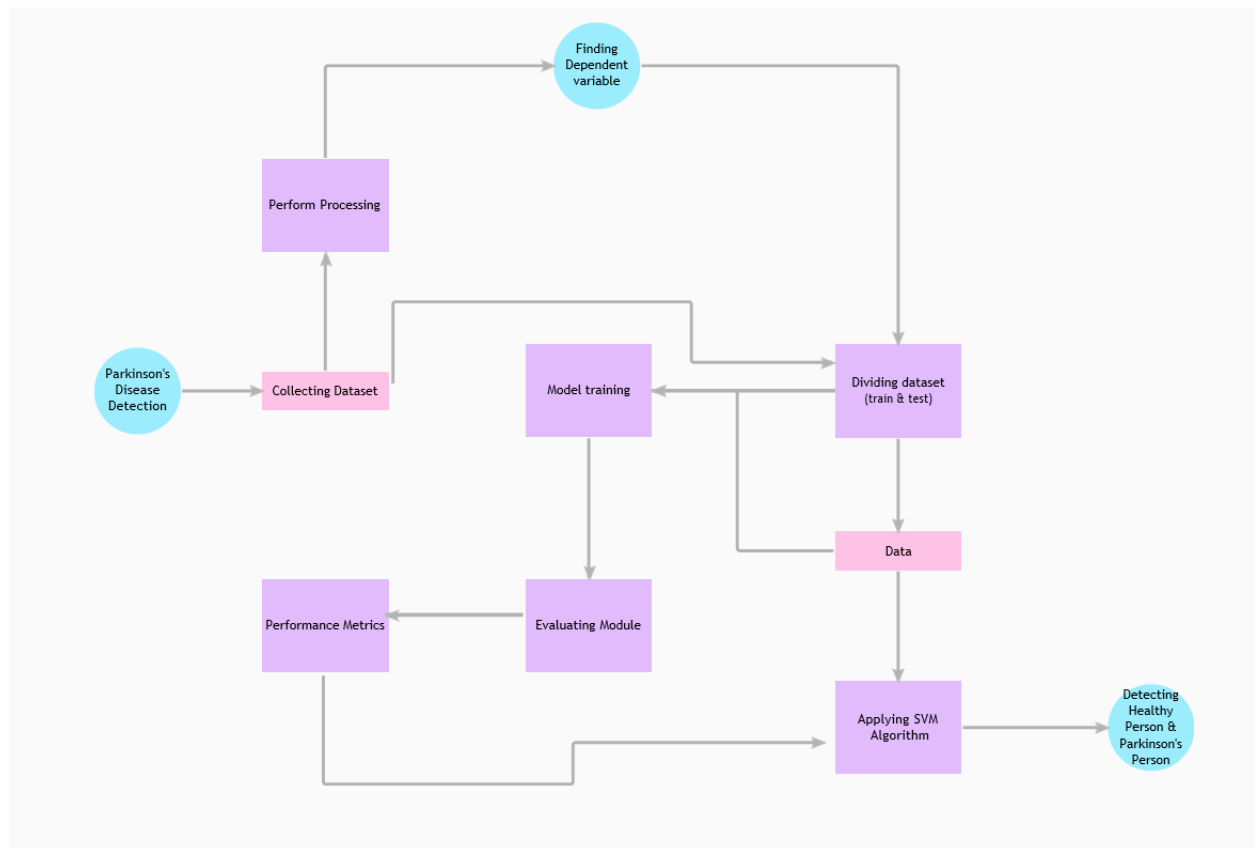 Finding
Dependent
variable
Perform Processing
Parkinson's
Disease
Detection
Collecting Dataset
Model training
Dividing dataset
(train & test)
Data
Performance Metrics
Evaluating Module
Applying SVM
Algorithm
Detecting
Healthy
Person &
Parkinson's
Person